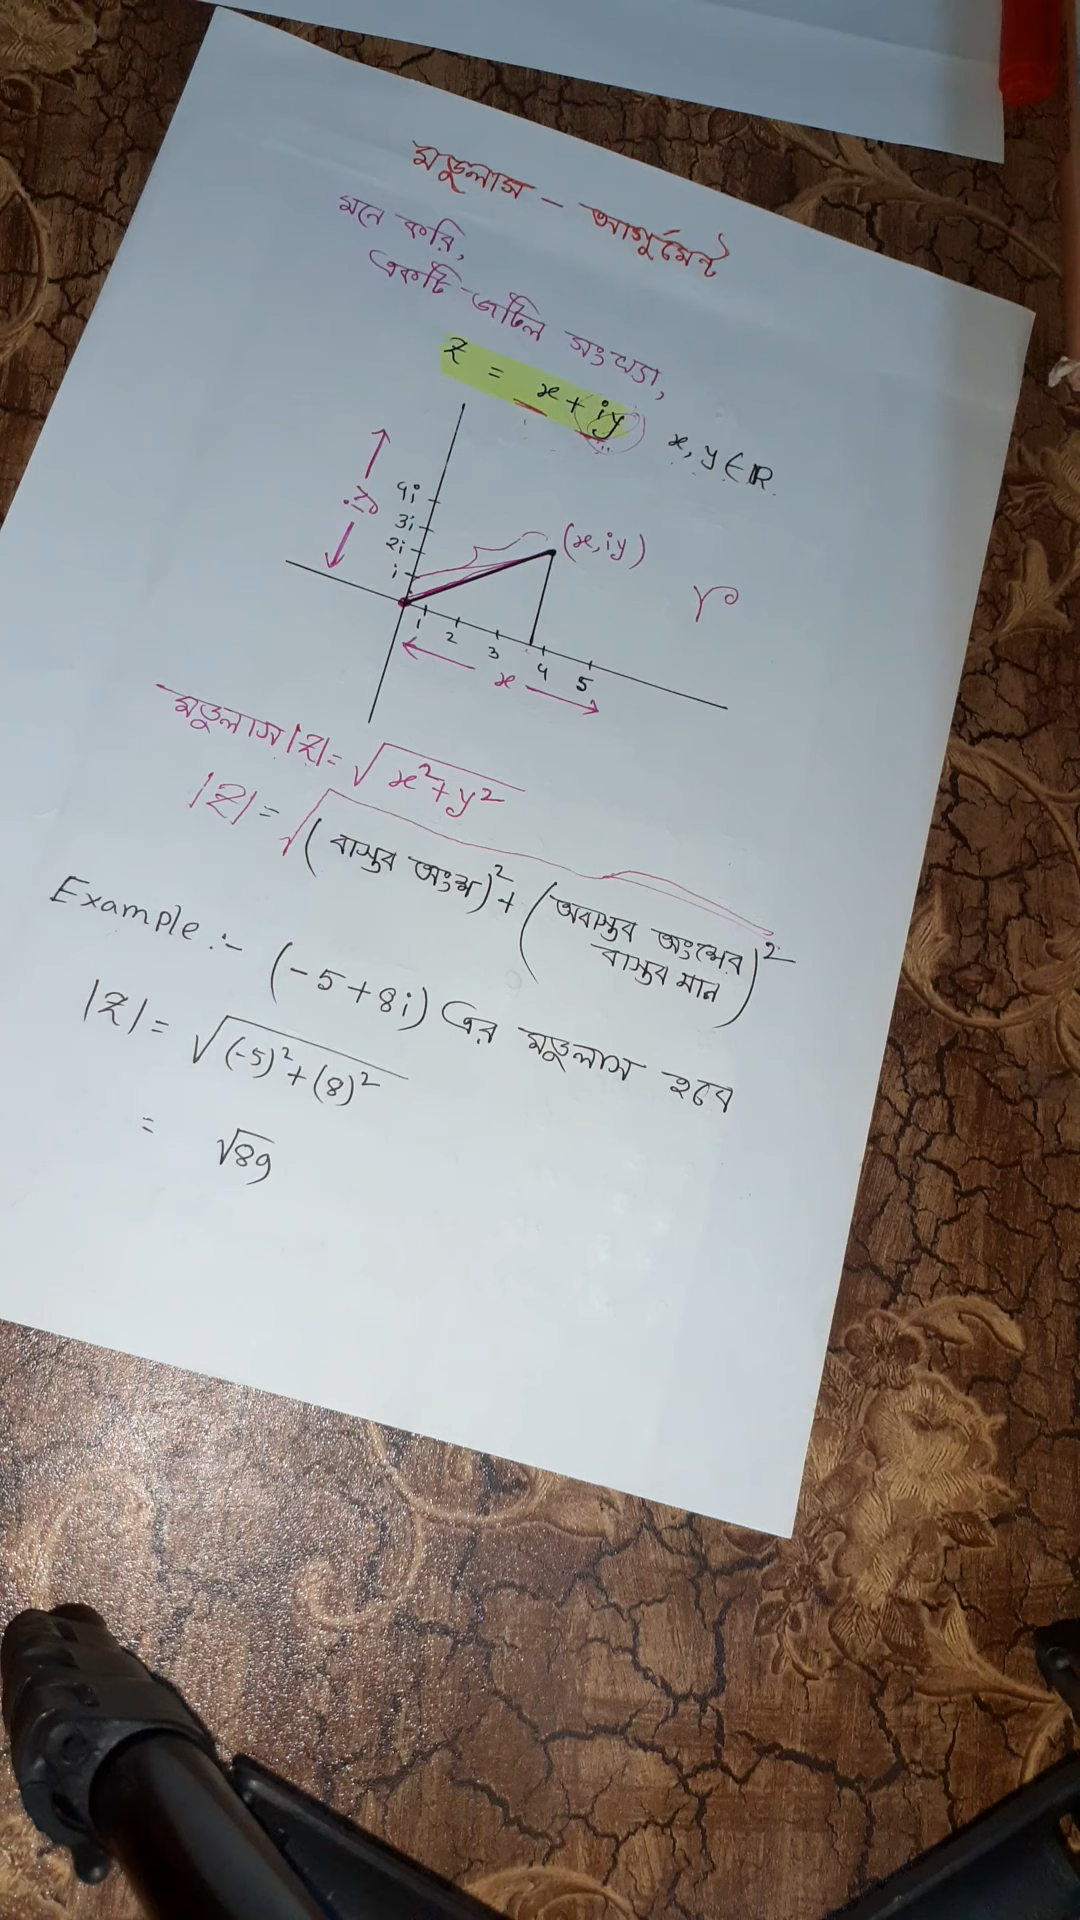 মডুলাস - আর্গুমেন্ট
মনে করি,
একটি জটিল সংখ্যা,
z = x + iy x, y ∈ ℝ
4i
3i
2i
i
(x, iy)
r
1 2 3 4 5
x
মডুলাস |z| = √x²+y²
|z| = √(বাস্তব অংশ)² + (অবাস্তব অংশের বাস্তব মান)²
Example :- (-5+8i) এর মডুলাস হবে
|z| = √(-5)²+(8)²
= √89